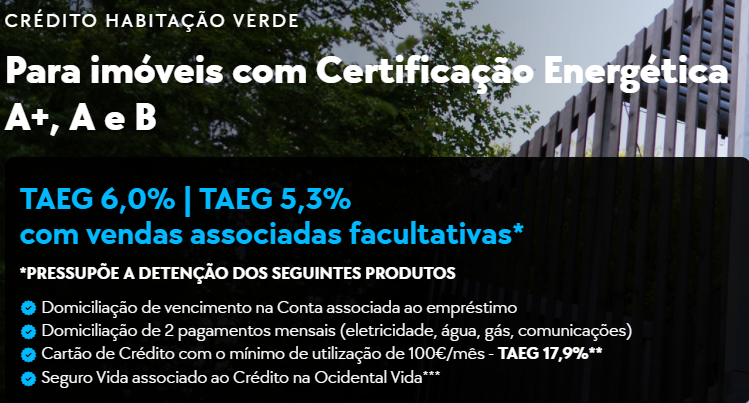 CRÉDITO HABITAÇÃO VERDE
Para imóveis com Certificação Energética
A+, A e B
TAEG 6,0% | TAEG 5,3%
com vendas associadas facultativas*
*PRESSUPÕE A DETENÇÃO DOS SEGUINTES PRODUTOS
Domiciliação de vencimento na Conta associada ao empréstimo
Domiciliação de 2 pagamentos mensais (eletricidade, água, gás, comunicações)
Cartão de Crédito com o mínimo de utilização de 100€/mês - TAEG 17,9%**
Seguro Vida associado ao Crédito na Ocidental Vida***